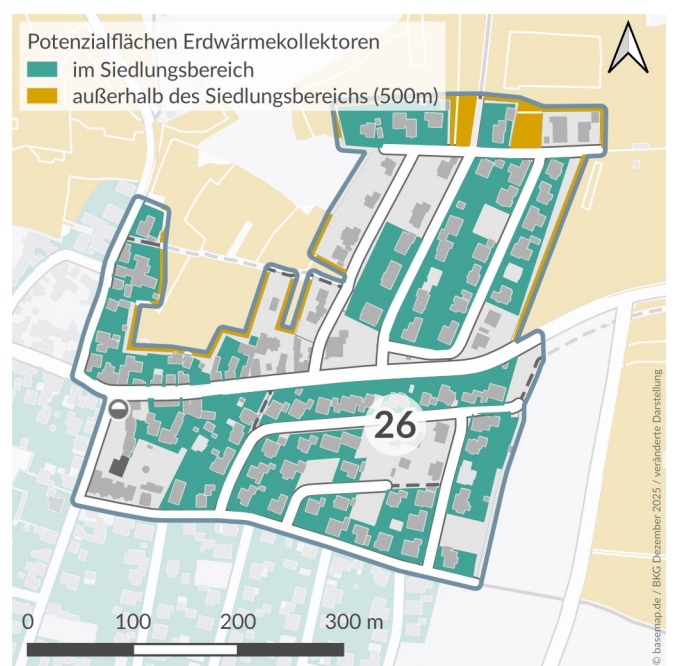 Potenzialflächen Erdwärmekollektoren
im Siedlungsbereich
außerhalb des Siedlungsbereichs (500m)
26
0 100 200 300 m
© basemap.de / BKG Dezember 2025 / veränderte Darstellung